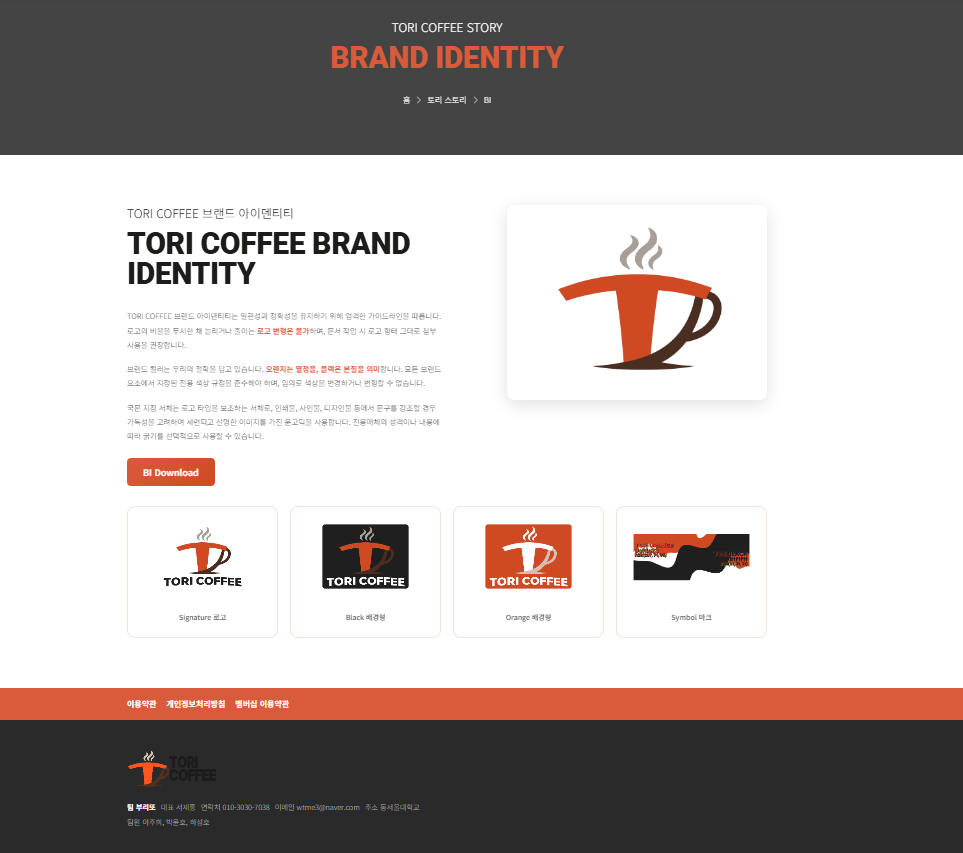 TORI COFFEE STORY
BRAND IDENTITY
홈 > 토리 스토리 > BI
TORI COFFEE 브랜드 아이덴티티
TORI COFFEE BRAND
IDENTITY
TORI COFFEE 브랜드 아이덴티티는 일관성과 정확성을 유지하기 위해 엄격한 가이드라인을 따릅니다.
로고의 비율을 무시한 채 늘리거나 줄이는 로고 변형은 불가하며, 문서 작업 시 로고 형태 그대로 첨부
사용을 권장합니다.
브랜드 컬러는 우리의 철학을 담고 있습니다. 오렌지는 열정을, 블랙은 본질을 의미합니다. 모든 브랜드
요소에서 지정된 전용 색상 규정을 준수해야 하며, 임의로 색상을 변경하거나 변형할 수 없습니다.
국문 지정 서체는 로고 타입을 보조하는 서체로, 인쇄물, 사인물, 디자인물 등에서 문구를 강조할 경우
가독성을 고려하여 세련되고 선명한 이미지를 가진 윤고딕을 사용합니다. 전용매체의 성격이나 내용에
따라 굵기를 선택적으로 사용할 수 있습니다.
BI Download
TORI COFFEE
TORI COFFEE
TORI COFFEE
Signature 로고
Black 배경형
Orange 배경형
Symbol 마크
이용약관 개인정보처리방침 멤버십 이용약관
TORI
COFFEE
팀 부리또 대표 서재홍 연락처 010-3030-7038 이메일 wtme3@naver.com 주소 동서울대학교
팀원 이주희, 박윤호, 하성호